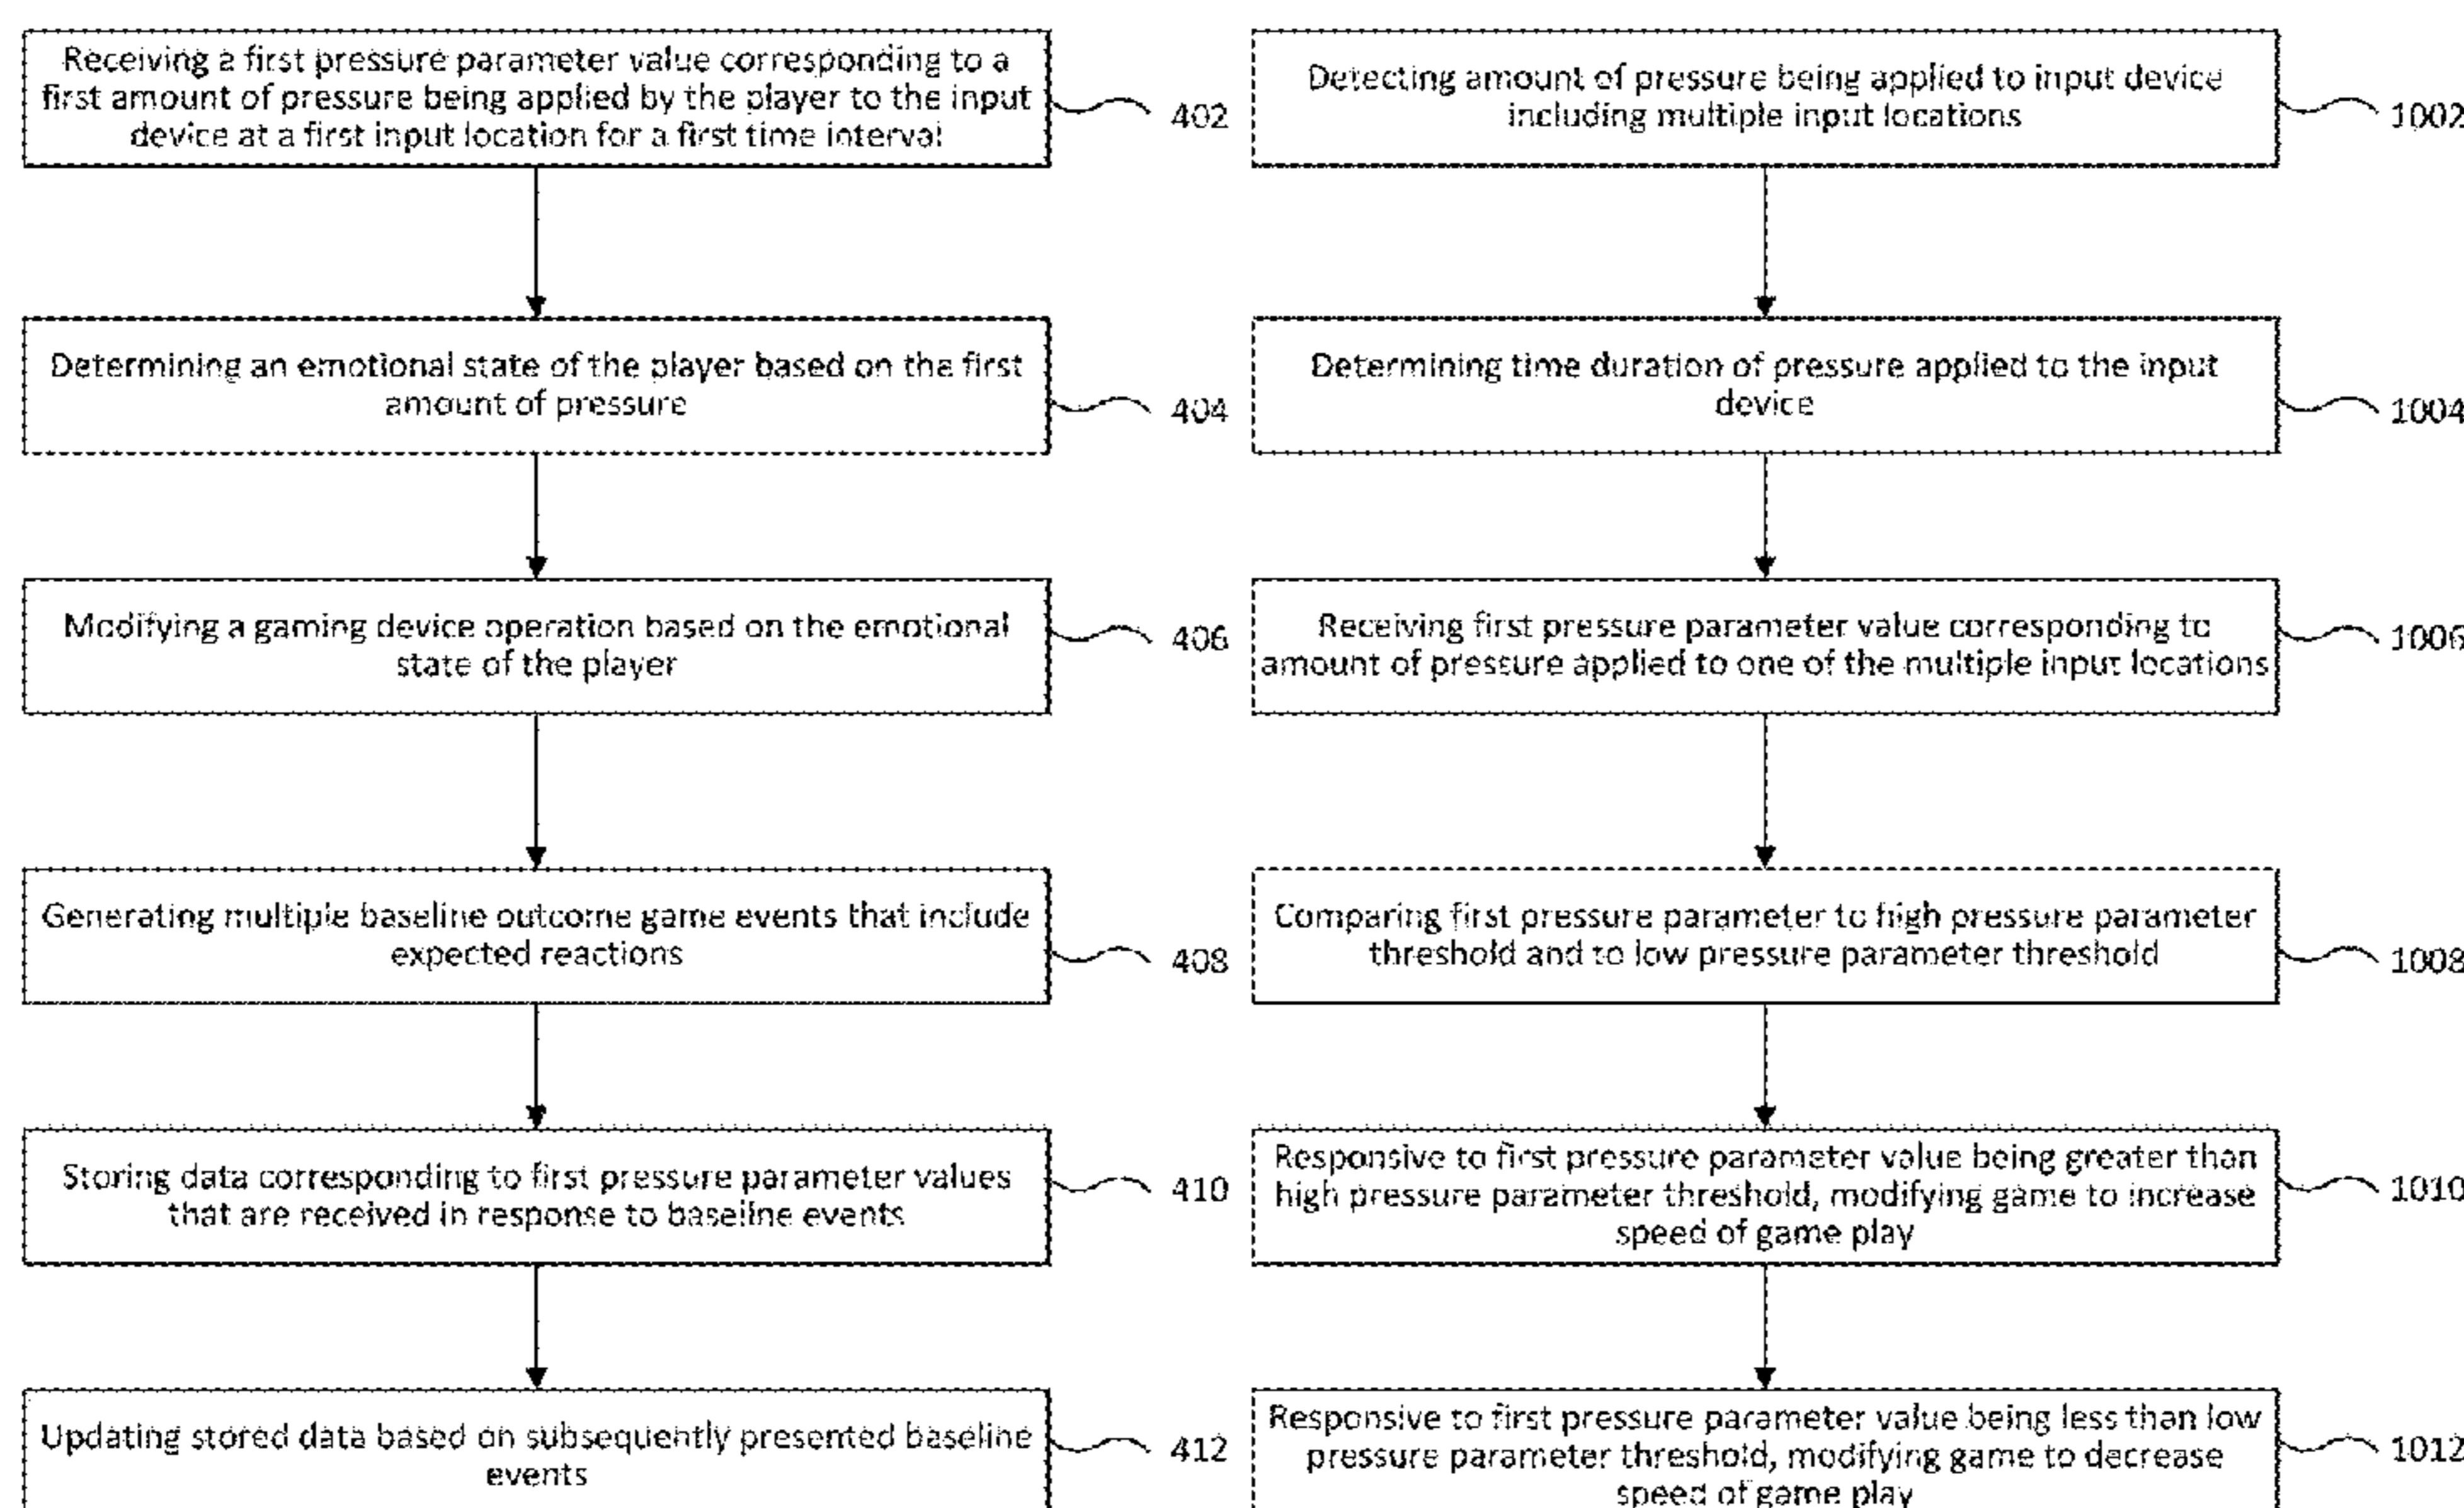 Receiving a first pressure parameter value corresponding to a
first amount of pressure being applied by the player to the input
device at a first input location for a first time interval
402
Determining an emotional state of the player based on the first
amount of pressure
404
Modifying a gaming device operation based on the emotional
state of the player
406
Generating multiple baseline outcome game events that include
expected reactions
408
Storing data corresponding to first pressure parameter values
that are received in response to baseline events
410
Updating stored data based on subsequently presented baseline
events
412
Detecting amount of pressure being applied to input device
including multiple input locations
1002
Determining time duration of pressure applied to the input
device
1004
Receiving first pressure parameter value corresponding to
amount of pressure applied to one of the multiple input locations
1006
Comparing first pressure parameter to high pressure parameter
threshold and to low pressure parameter threshold
1008
Responsive to first pressure parameter value being greater than
high pressure parameter threshold, modifying game to increase
speed of game play
1010
Responsive to first pressure parameter value being less than low
pressure parameter threshold, modifying game to decrease
speed of game play
1012